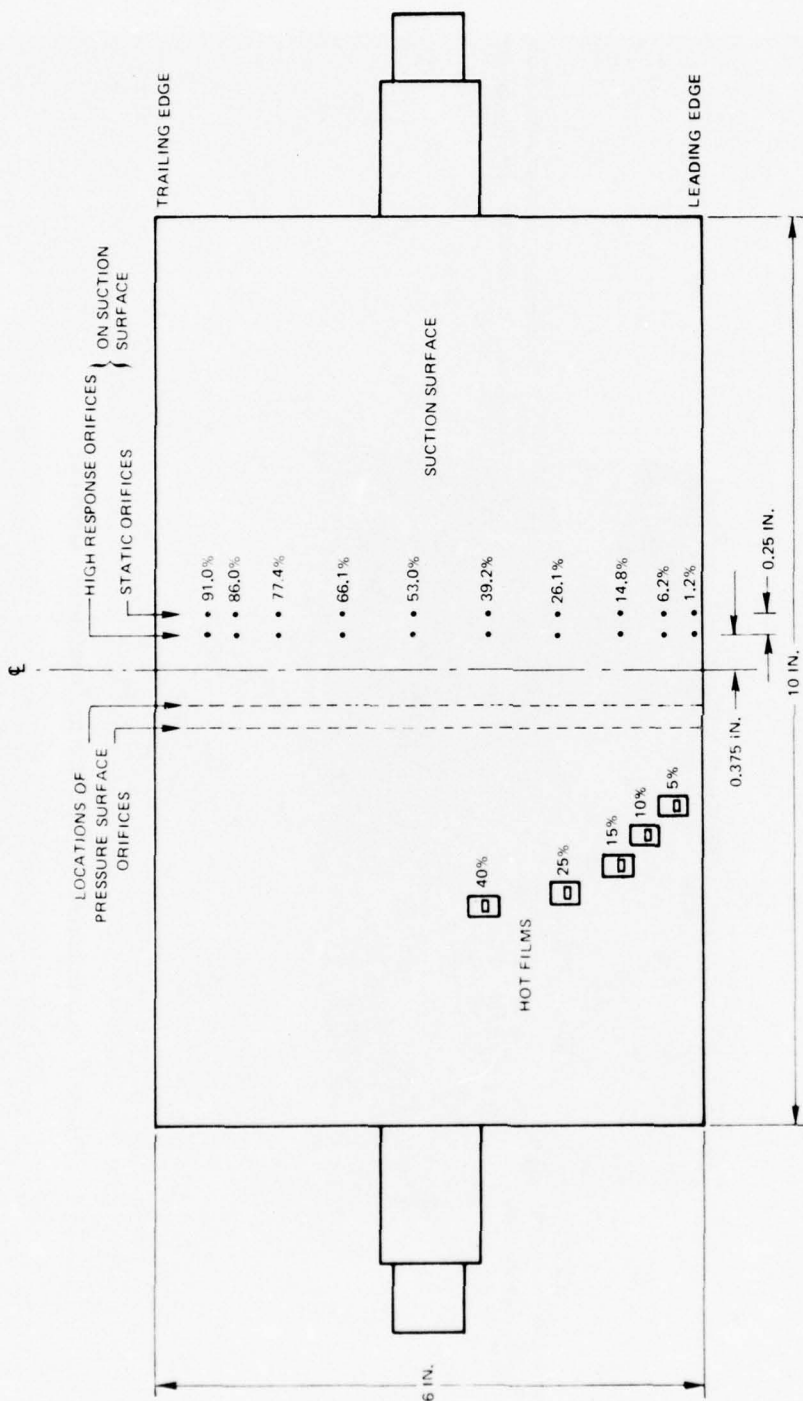 ℄
HIGH RESPONSE ORIFICES
STATIC ORIFICES
ON SUCTION
SURFACE
TRAILING EDGE
LOCATIONS OF
PRESSURE SURFACE
ORIFICES
91.0%
86.0%
77.4%
66.1%
53.0%
39.2%
26.1%
14.8%
6.2%
1.2%
SUCTION SURFACE
40%
25%
15%
10%
5%
HOT FILMS
LEADING EDGE
6 IN.
0.25 IN.
0.375 IN.
10 IN.